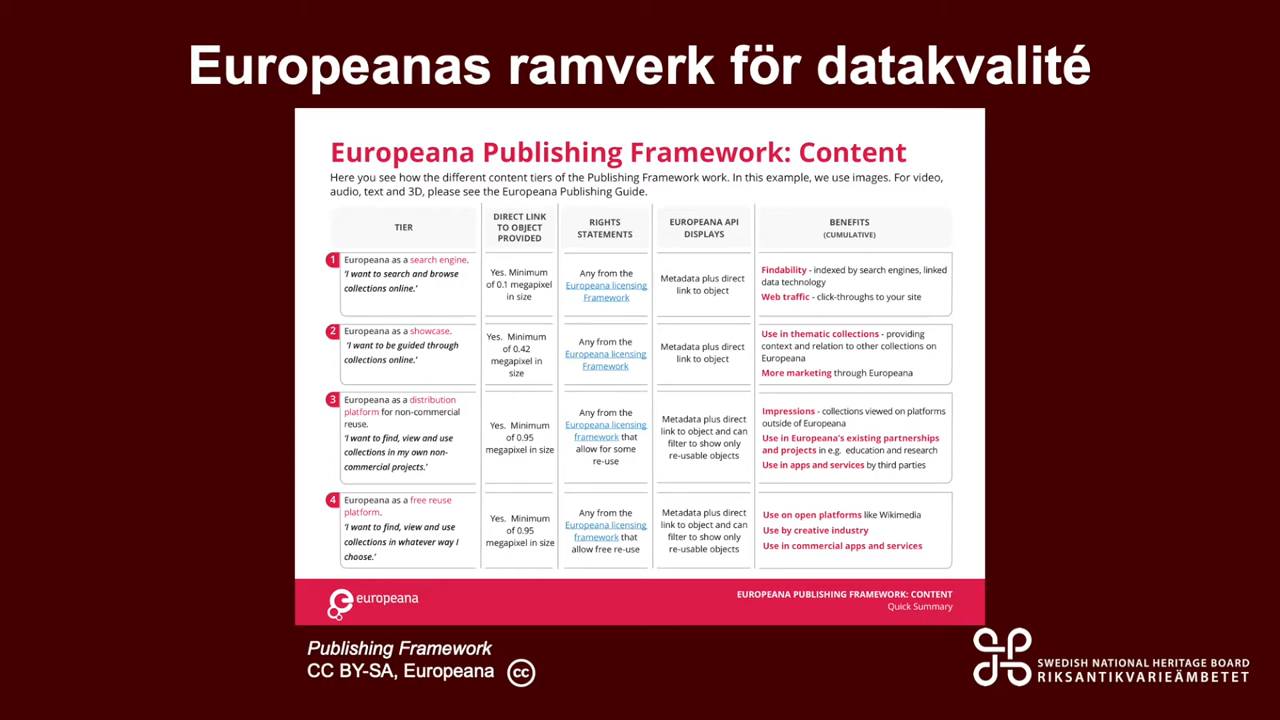 Europeanas ramverk för datakvalité
Europeana Publishing Framework: Content
Here you see how the different content tiers of the Publishing Framework work. In this example, we use images. For video,
audio, text and 3D, please see the Europeana Publishing Guide.
TIER
DIRECT LINK
TO OBJECT
PROVIDED
RIGHTS
STATEMENTS
EUROPEANA API
DISPLAYS
BENEFITS
(CUMULATIVE)
1
Europeana as a search engine.
'I want to search and browse
collections online.'
Yes. Minimum
of 0.1 megapixel
in size
Any from the
Europeana licensing
Framework
Metadata plus direct
link to object
Findability - indexed by search engines, linked
data technology
Web traffic - click-throughs to your site
2
Europeana as a showcase.
'I want to be guided through
collections online.'
Yes. Minimum
of 0.42
megapixel in
size
Any from the
Europeana licensing
Framework
Metadata plus direct
link to object
Use in thematic collections - providing
context and relation to other collections on
Europeana
More marketing through Europeana
3
Europeana as a distribution
platform for non-commercial
reuse.
'I want to find, view and use
collections in my own non-
commercial projects.'
Yes. Minimum
of 0.95
megapixel in size
Any from the
Europeana licensing
framework that
allow for some
re-use
Metadata plus direct
link to object and can
filter to show only
re-usable objects
Impressions - collections viewed on platforms
outside of Europeana
Use in Europeana's existing partnerships
and projects in e.g. education and research
Use in apps and services by third parties
4
Europeana as a free reuse
platform.
'I want to find, view and use
collections in whatever way I
choose.'
Yes. Minimum
of 0.95
megapixel in size
Any from the
Europeana licensing
framework that
allow free re-use
Metadata plus direct
link to object and can
filter to show only
re-usable objects
Use on open platforms like Wikimedia
Use by creative industry
Use in commercial apps and services
europeana
EUROPEANA PUBLISHING FRAMEWORK: CONTENT
Quick Summary
Publishing Framework
CC BY-SA, Europeana cc
SWEDISH NATIONAL HERITAGE BOARD
RIKSANTIKVARIEÄMBETET